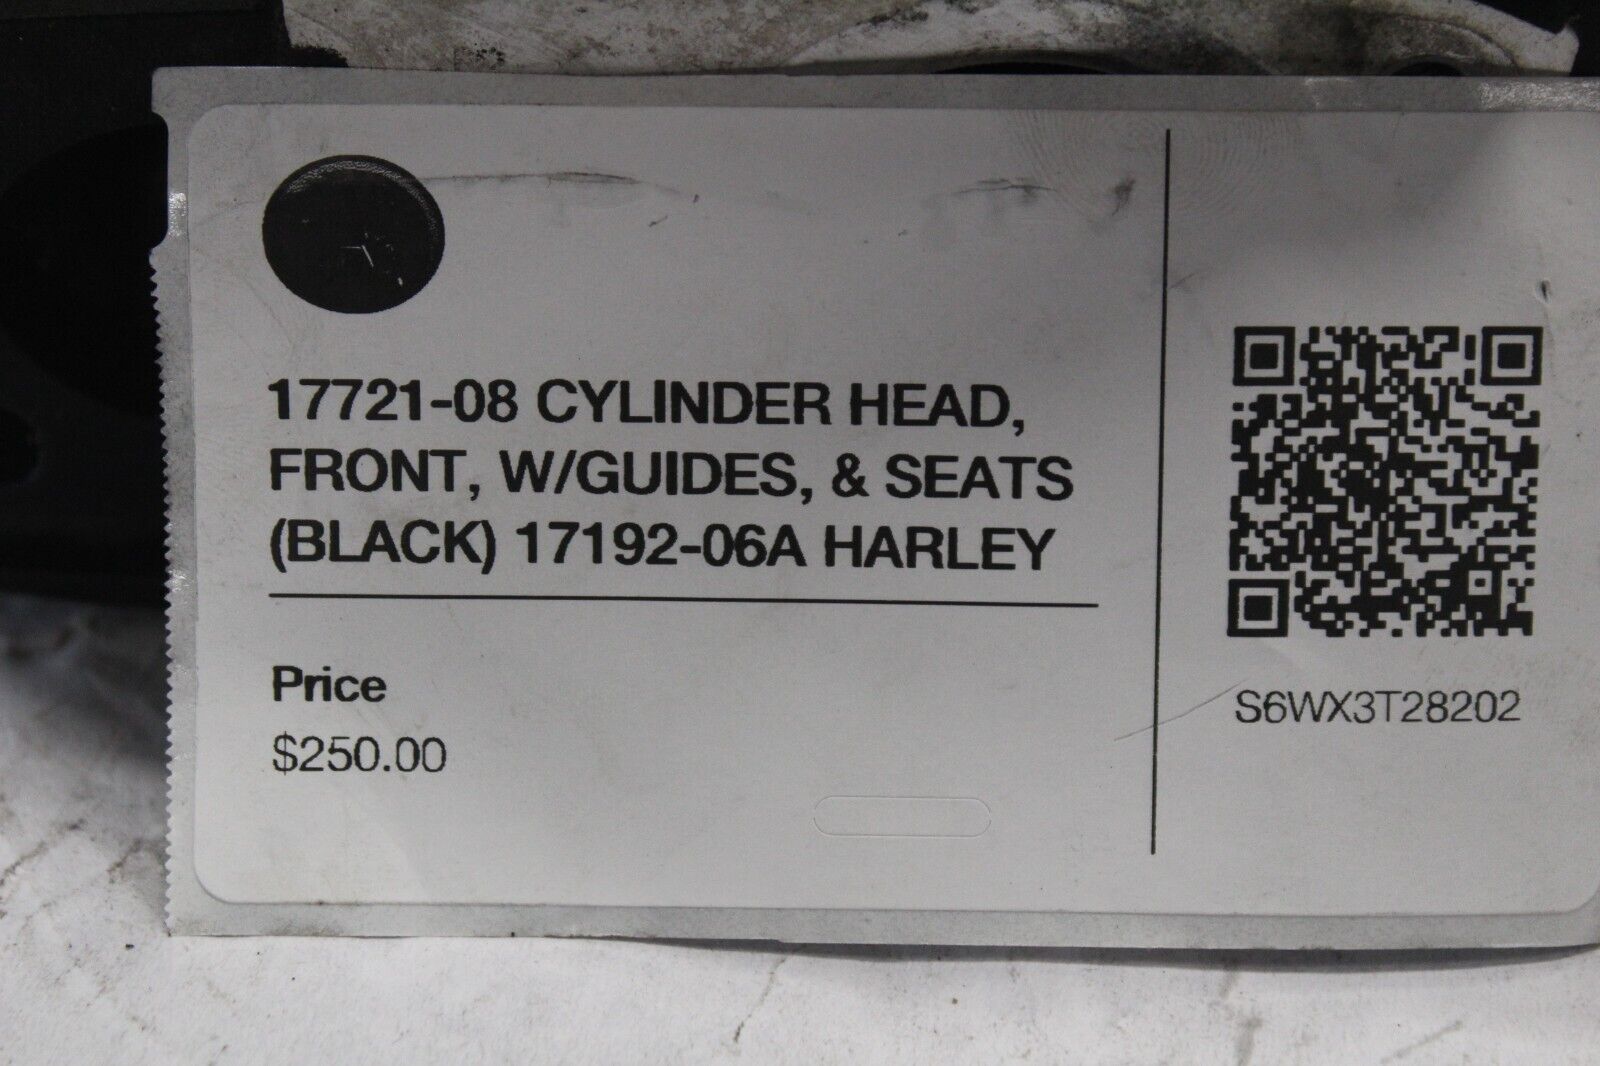 17721-08 CYLINDER HEAD,
FRONT, W/GUIDES, & SEATS
(BLACK) 17192-06A HARLEY
Price
$250.00
S6WX3T28202